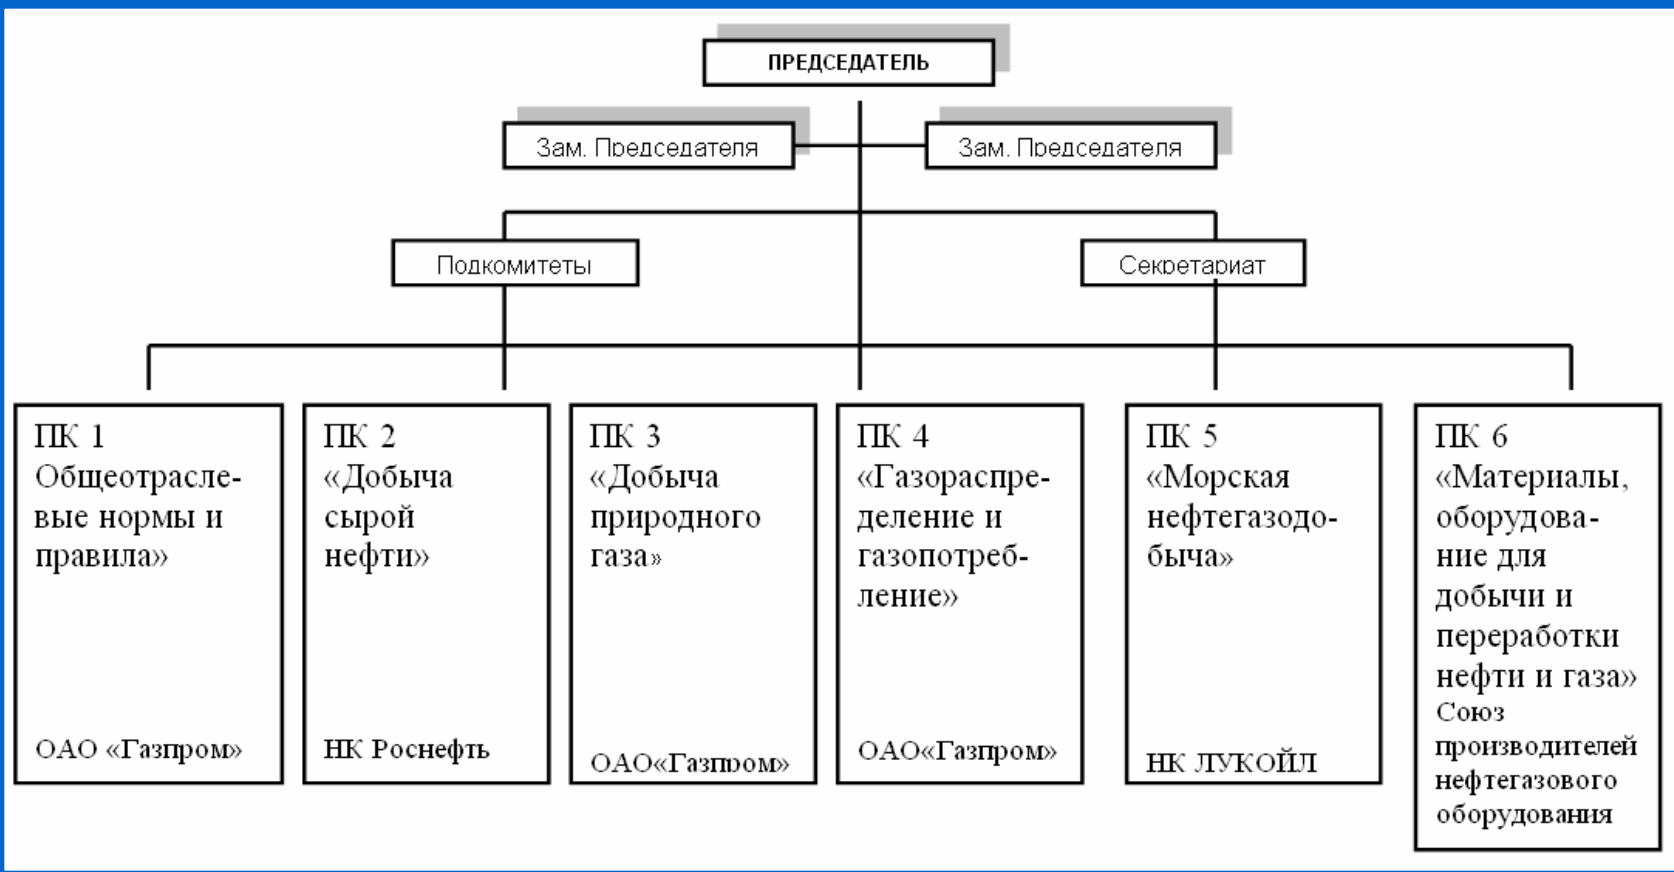 ПРЕДСЕДАТЕЛЬ
Зам. Председателя
Зам. Председателя
Подкомитеты
Секретариат
ПК 1
Общеотрасле-
вые нормы и
правила»
ОАО «Газпром»
ПК 2
«Добыча
сырой
нефти»
НК Роснефть
ПК 3
«Добыча
природного
газа»
ОАО«Газпром»
ПК 4
«Газораспре-
деление и
газопотреб-
ление»
ОАО«Газпром»
ПК 5
«Морская
нефтегазодо-
быча»
НК ЛУКОЙЛ
ПК 6
«Материалы,
оборудова-
ние для
добычи и
переработки
нефти и газа»
Союз
производителей
нефтегазового
оборудования